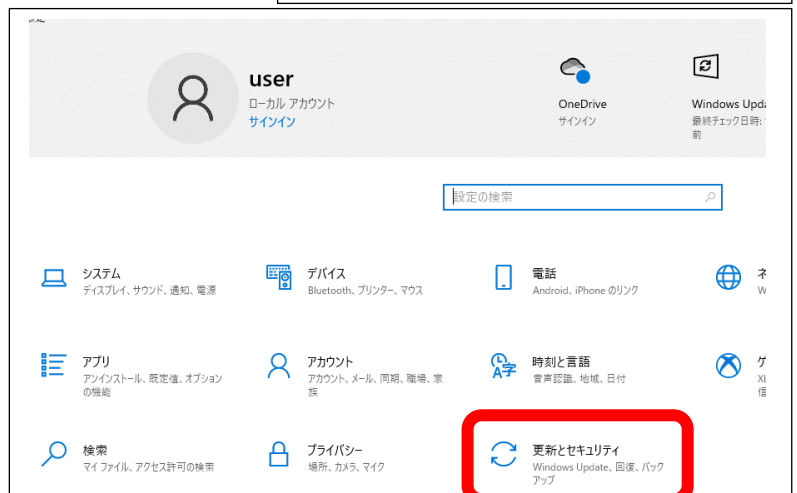 user
ローカル アカウント
サインイン
OneDrive
サインイン
Windows Upda
最終チェック日時:
前
設定の検索
システム
ディスプレイ、サウンド、通知、電源
デバイス
Bluetooth、プリンター、マウス
電話
Android、iPhone のリンク
ネ
W
アプリ
アンインストール、既定値、オプション
の機能
アカウント
アカウント、メール、同期、職場、家
族
時刻と言語
音声認識、地域、日付
ゲ
検索
マイ ファイル、アクセス許可の検索
プライバシー
場所、カメラ、マイク
更新とセキュリティ
Windows Update、回復、バック
アップ